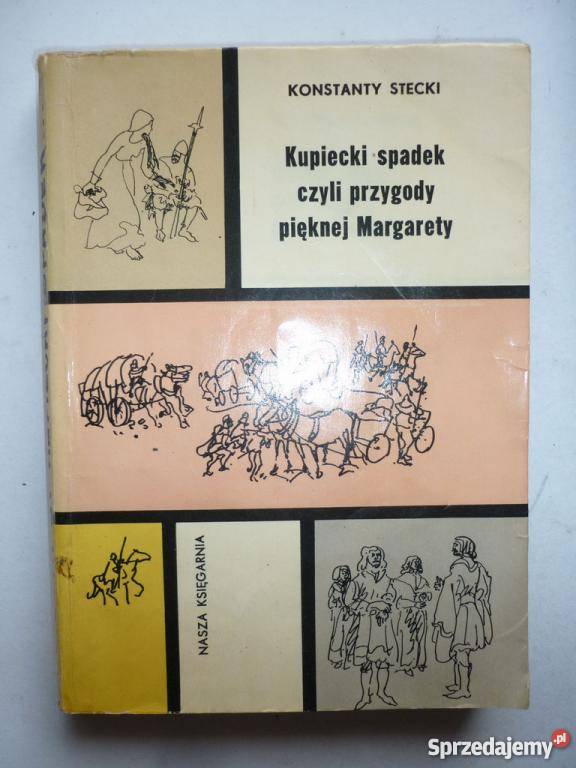 KONSTANTY STECKI
Kupiecki spadek
czyli przygody
pięknej Margarety
NASZA KSIĘGARNIA
Sprzedajemy.pl